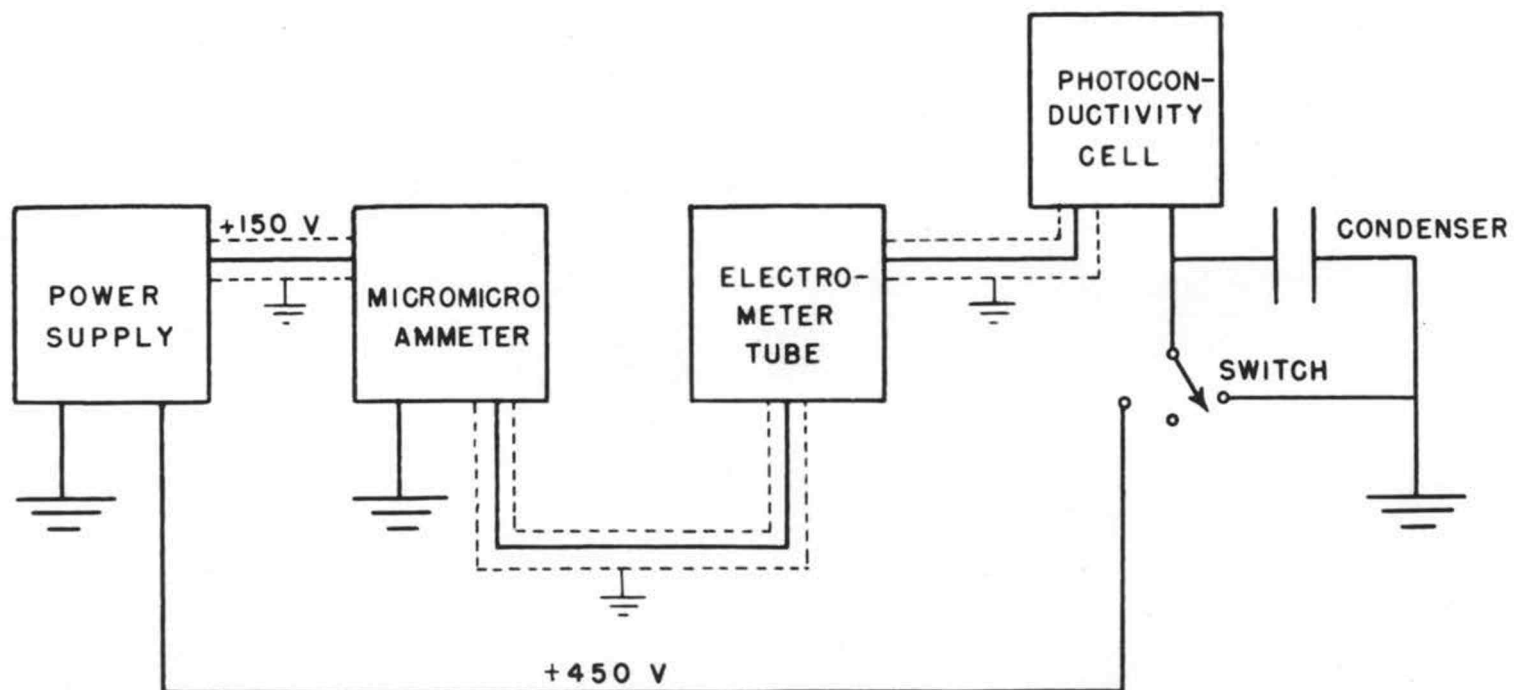 PHOTOCON-
DUCTIVITY
CELL
+150 V
CONDENSER
POWER
SUPPLY
MICROMICRO
AMMETER
ELECTRO-
METER
TUBE
SWITCH
+450 V